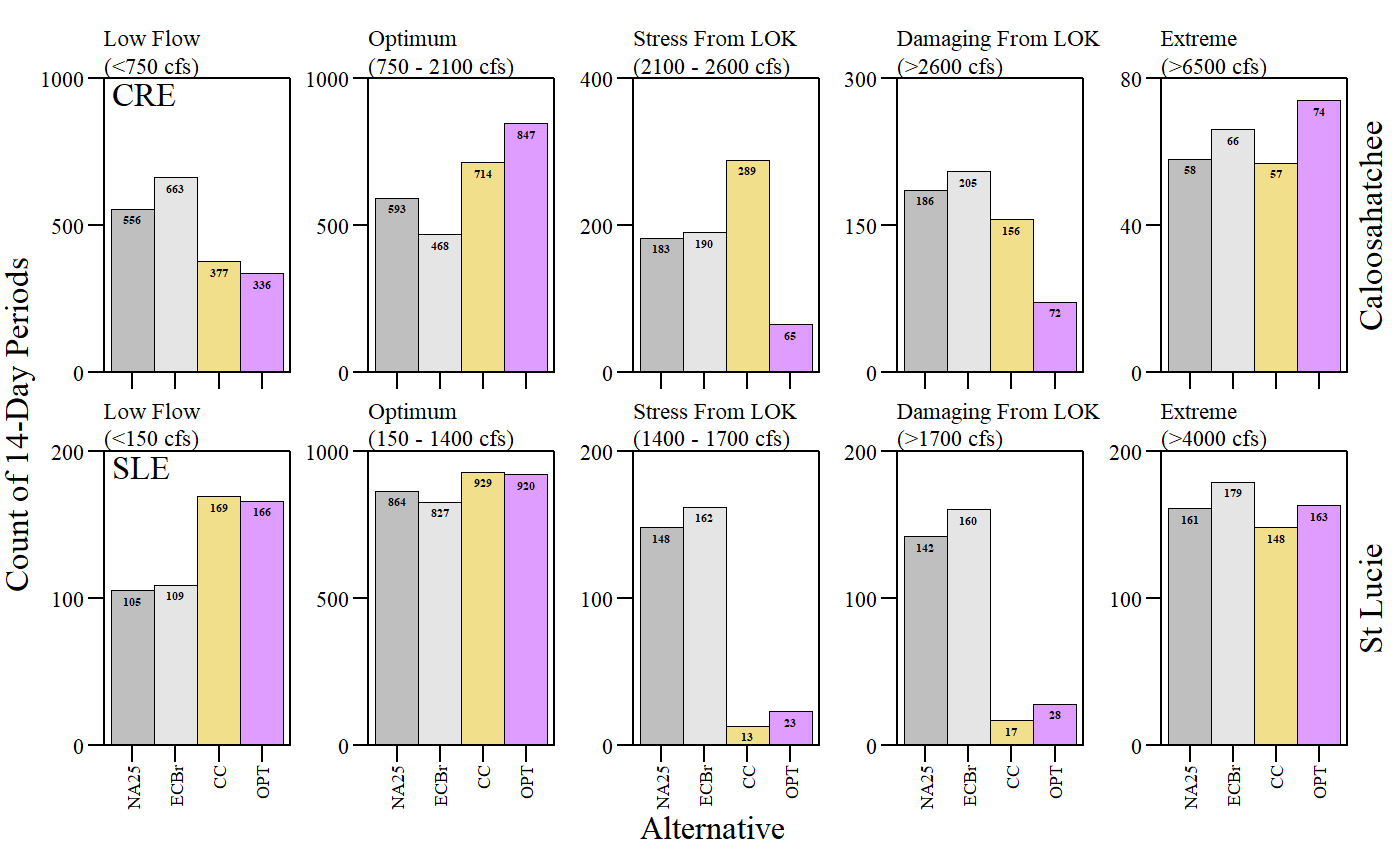 Low Flow
(<750 cfs)
Optimum
(750 - 2100 cfs)
Stress From LOK
(2100 - 2600 cfs)
Damaging From LOK
(>2600 cfs)
Extreme
(>6500 cfs)
1000
500
0
CRE
556
663
377
336
1000
500
0
593
468
714
847
400
200
0
183
190
289
65
300
150
0
186
205
156
72
80
40
0
58
66
57
74
Caloosahatchee
Count of 14-Day Periods
Low Flow
(<150 cfs)
Optimum
(150 - 1400 cfs)
Stress From LOK
(1400 - 1700 cfs)
Damaging From LOK
(>1700 cfs)
Extreme
(>4000 cfs)
200
100
0
SLE
105
109
169
166
1000
500
0
864
827
929
920
200
100
0
148
162
13
23
200
100
0
142
160
17
28
200
100
0
161
179
148
163
St Lucie
NA25
ECBr
CC
OPT
NA25
ECBr
CC
OPT
NA25
ECBr
CC
OPT
NA25
ECBr
CC
OPT
NA25
ECBr
CC
OPT
Alternative